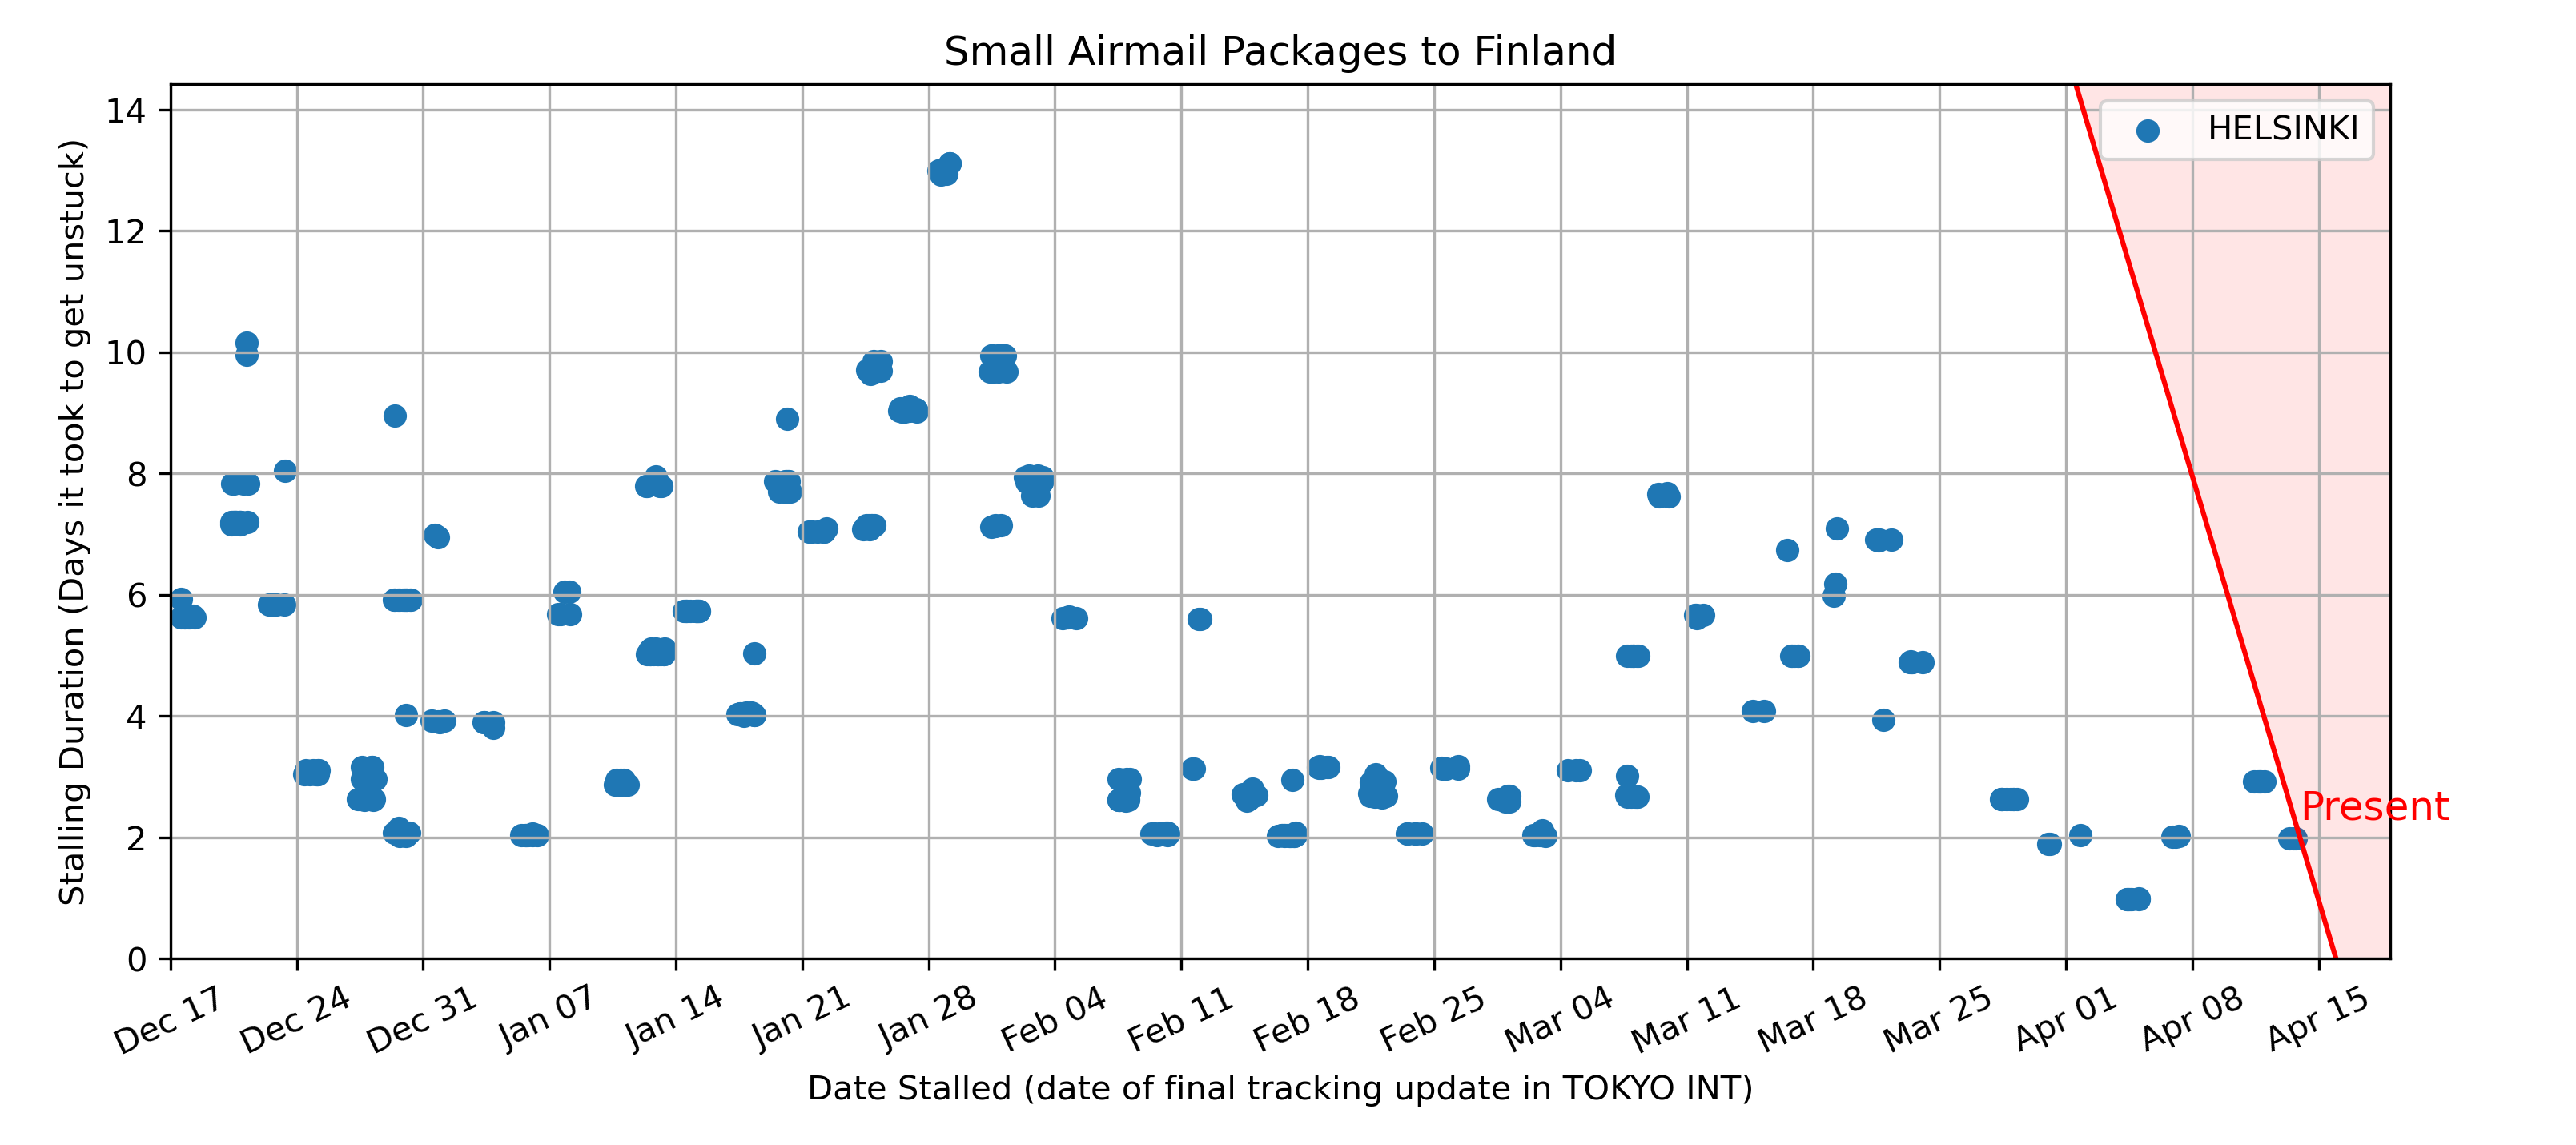 Small Airmail Packages to Finland
Stalling Duration (Days it took to get unstuck)
14
12
10
8
6
4
2
0
HELSINKI
Present
Dec 17 Dec 24 Dec 31 Jan 07 Jan 14 Jan 21 Jan 28 Feb 04 Feb 11 Feb 18 Feb 25 Mar 04 Mar 11 Mar 18 Mar 25 Apr 01 Apr 08 Apr 15
Date Stalled (date of final tracking update in TOKYO INT)